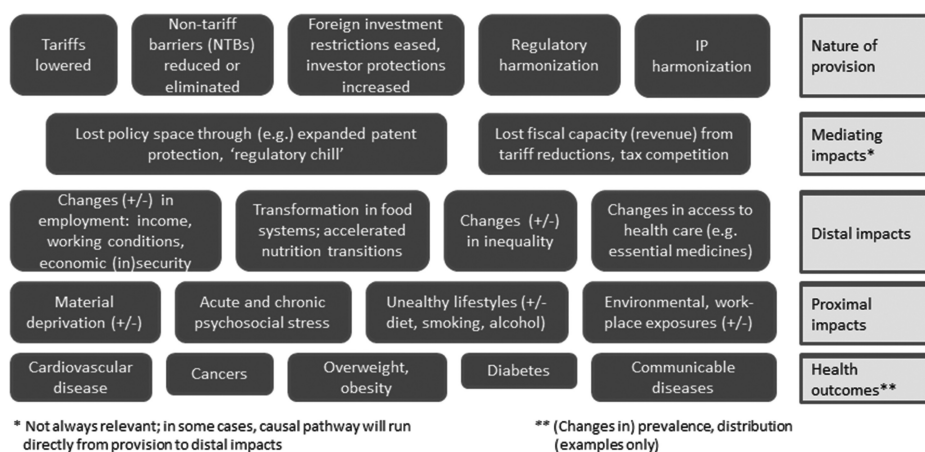 Tariffs
lowered
Non-tariff
barriers (NTBs)
reduced or
eliminated
Foreign investment
restrictions eased,
investor protections
increased
Regulatory
harmonization
IP
harmonization
Nature of
provision
Lost policy space through (e.g.) expanded patent
protection, ‘regulatory chill’
Lost fiscal capacity (revenue) from
tariff reductions, tax competition
Mediating
impacts*
Changes (+/-) in
employment: income,
working conditions,
economic (in)security
Transformation in food
systems; accelerated
nutrition transitions
Changes (+/-)
in inequality
Changes in access to
health care (e.g.
essential medicines)
Distal impacts
Material
deprivation (+/-)
Acute and chronic
psychosocial stress
Unealthy lifestyles (+/-
diet, smoking, alcohol)
Environmental, work-
place exposures (+/-)
Proximal
impacts
Cardiovascular
disease
Cancers
Overweight,
obesity
Diabetes
Communicable
diseases
Health
outcomes**
* Not always relevant; in some cases, causal pathway will run
directly from provision to distal impacts
** (Changes in) prevalence, distribution
(examples only)